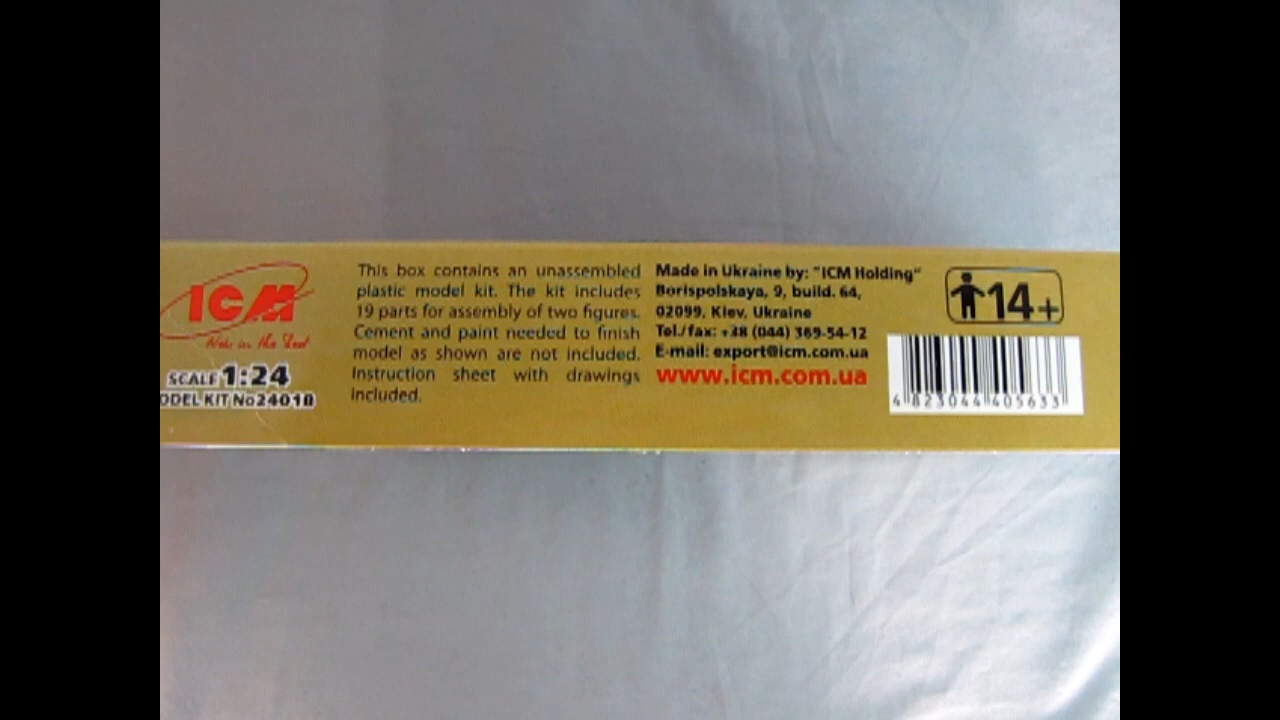 ICM
SCALE 1:24
ODEL KIT No24018
This box contains an unassembled
plastic model kit. The kit includes
19 parts for assembly of two figures.
Cement and paint needed to finish
model as shown are not included.
Instruction sheet with drawings
included.
Made in Ukraine by: "ICM Holding"
Borispolskaya, 9, build. 64,
02099, Kiev, Ukraine
Tel./fax: +38 (044) 369-54-12
E-mail: export@icm.com.ua
www.icm.com.ua
14+
4 823044 405633